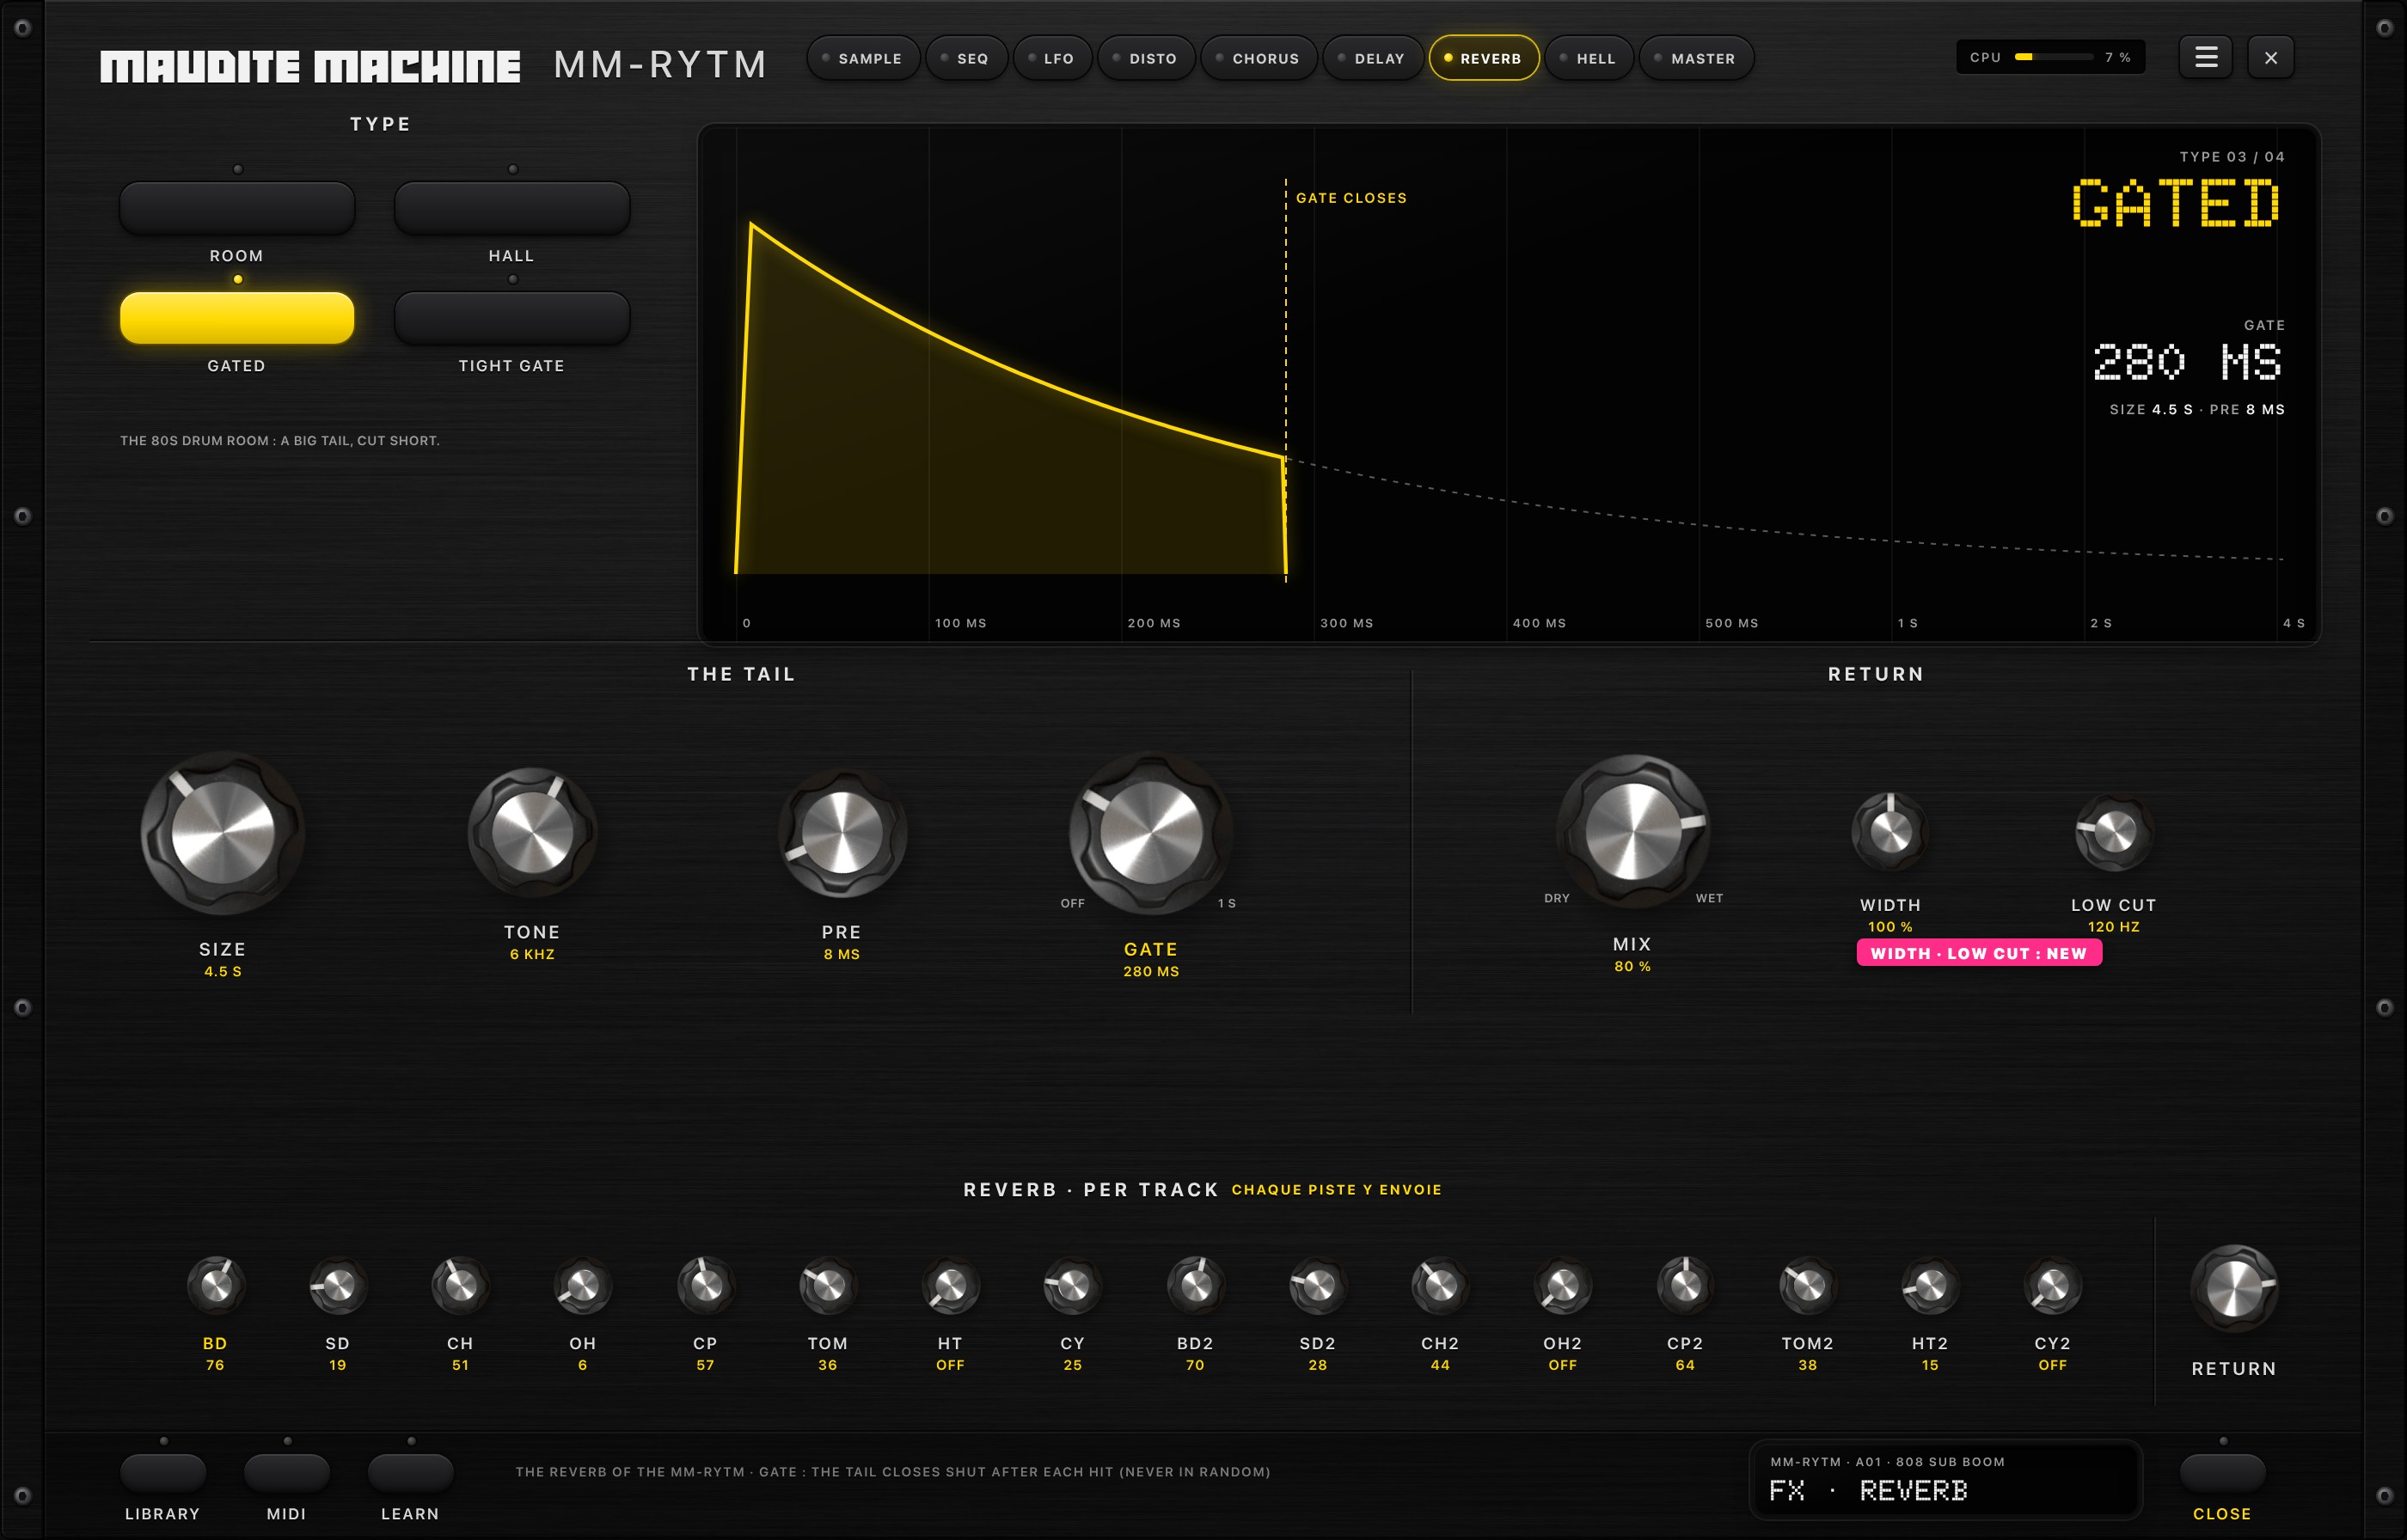 MAUDITE MACHINE MM-RYTM
SAMPLE SEQ LFO DISTO CHORUS DELAY REVERB HELL MASTER
CPU 7 %
TYPE
ROOM HALL
GATED TIGHT GATE
THE 80S DRUM ROOM : A BIG TAIL, CUT SHORT.
GATE CLOSES
TYPE 03 / 04
GATED
GATE
280 MS
SIZE 4.5 S · PRE 8 MS
0 100 MS 200 MS 300 MS 400 MS 500 MS 1 S 2 S 4 S
THE TAIL
SIZE
4.5 S
TONE
6 KHZ
PRE
8 MS
OFF 1 S
GATE
280 MS
RETURN
DRY WET
MIX
80 %
WIDTH
100 %
LOW CUT
120 HZ
WIDTH · LOW CUT : NEW
REVERB · PER TRACK CHAQUE PISTE Y ENVOIE
BD SD CH OH CP TOM HT CY BD2 SD2 CH2 OH2 CP2 TOM2 HT2 CY2
76 19 51 6 57 36 OFF 25 70 28 44 OFF 64 38 15 OFF
RETURN
LIBRARY MIDI LEARN
THE REVERB OF THE MM-RYTM · GATE : THE TAIL CLOSES SHUT AFTER EACH HIT (NEVER IN RANDOM)
MM-RYTM · A01 · 808 SUB BOOM
FX · REVERB
CLOSE